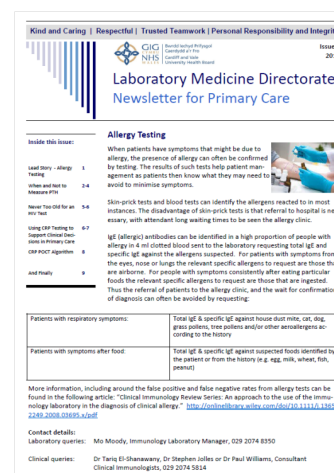 Kind and Caring | Respectful | Trusted Teamwork | Personal Responsibility and Integrit
GIG
CYMRU
NHS
WALES
Bwrdd Iechyd Prifysgol
Caerdydd a'r Fro
Cardiff and Vale
University Health Board
Issue
20
Laboratory Medicine Directorate
Newsletter for Primary Care
Inside this issue:
Lead Story – Allergy Testing 1
When and Not to Measure PTH 2-4
Never Too Old for an HIV Test 5-6
Using CRP Testing to Support Clinical Deci-sions in Primary Care 6-7
CRP POCT Algorithm 8
And Finally 9
Allergy Testing
When patients have symptoms that might be due to
allergy, the presence of allergy can often be confirmed
by testing. The results of such tests help patient man-
agement as patients then know what they may need to
avoid to minimise symptoms.
Skin-prick tests and blood tests can identify the allergens reacted to in most
instances. The disadvantage of skin-prick tests is that referral to hospital is ne
essary, with attendant long waiting times to be seen the allergy clinic.
IgE (allergic) antibodies can be identified in a high proportion of people with
allergy in 4 ml clotted blood sent to the laboratory requesting total IgE and
specific IgE against the allergens suspected. For patients with symptoms from
the eyes, nose or lungs the relevant specific allergens to request are those tha
are airborne. For people with symptoms consistently after eating particular
foods the relevant specific allergens to request are those that are ingested.
Thus the referral of patients to the allergy clinic, and the wait for confirmation
of diagnosis can often be avoided by requesting:
Patients with respiratory symptoms:
Total IgE & specific IgE against house dust mite, cat, dog,
grass pollens, tree pollens and/or other aeroallergens ac-
cording to the history
Patients with symptoms after food
Total IgE & specific IgE against suspected foods identified by
the patient or from the history (e.g. egg, milk, wheat, fish,
peanut)
More information, including around the false positive and false negative rates from allergy tests can be
found in the following article: "Clinical Immunology Review Series: An approach to the use of the immu-
nology laboratory in the diagnosis of clinical allergy." http://onlinelibrary.wiley.com/doi/10.1111/j.1365
2249.2008.03695.x/pdf
Contact details:
Laboratory queries: Mo Moody, Immunology Laboratory Manager, 029 2074 8350
Clinical queries: Dr Tariq El-Shanawany, Dr Stephen Jolles or Dr Paul Williams, Consultant
Clinical Immunologists, 029 2074 5814